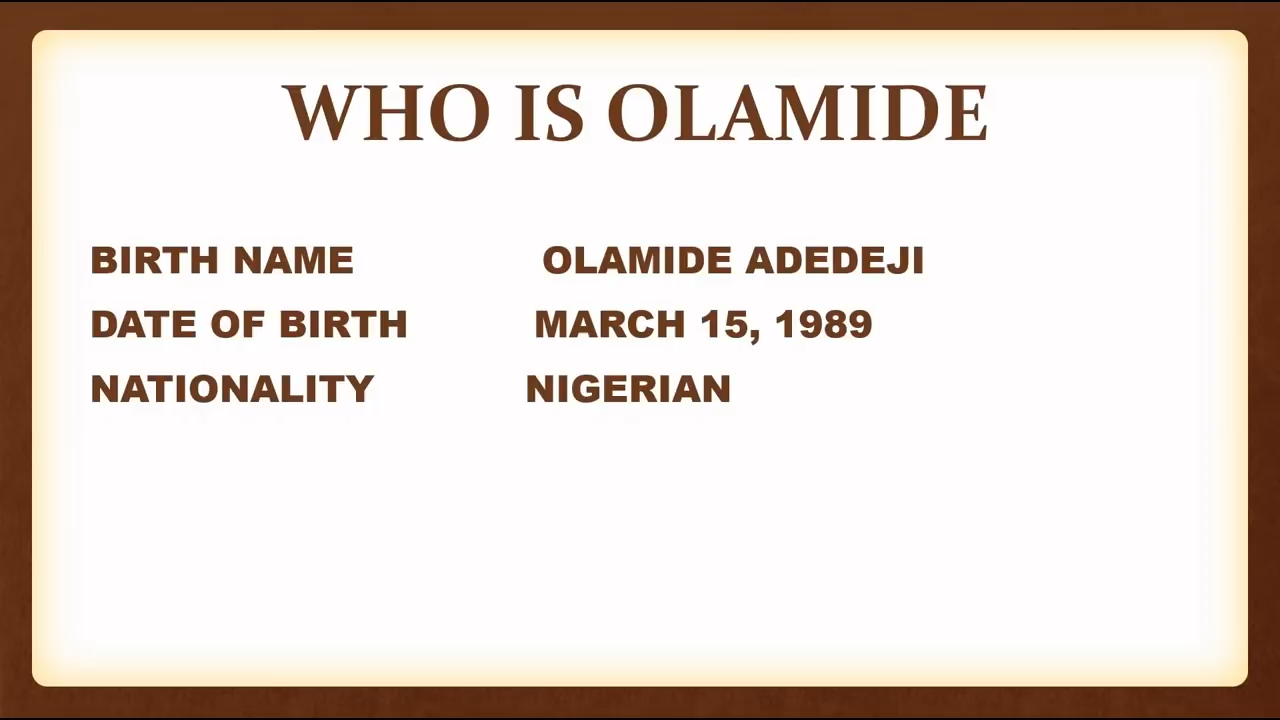 WHO IS OLAMIDE
BIRTH NAME OLAMIDE ADEDEJI
DATE OF BIRTH MARCH 15, 1989
NATIONALITY NIGERIAN